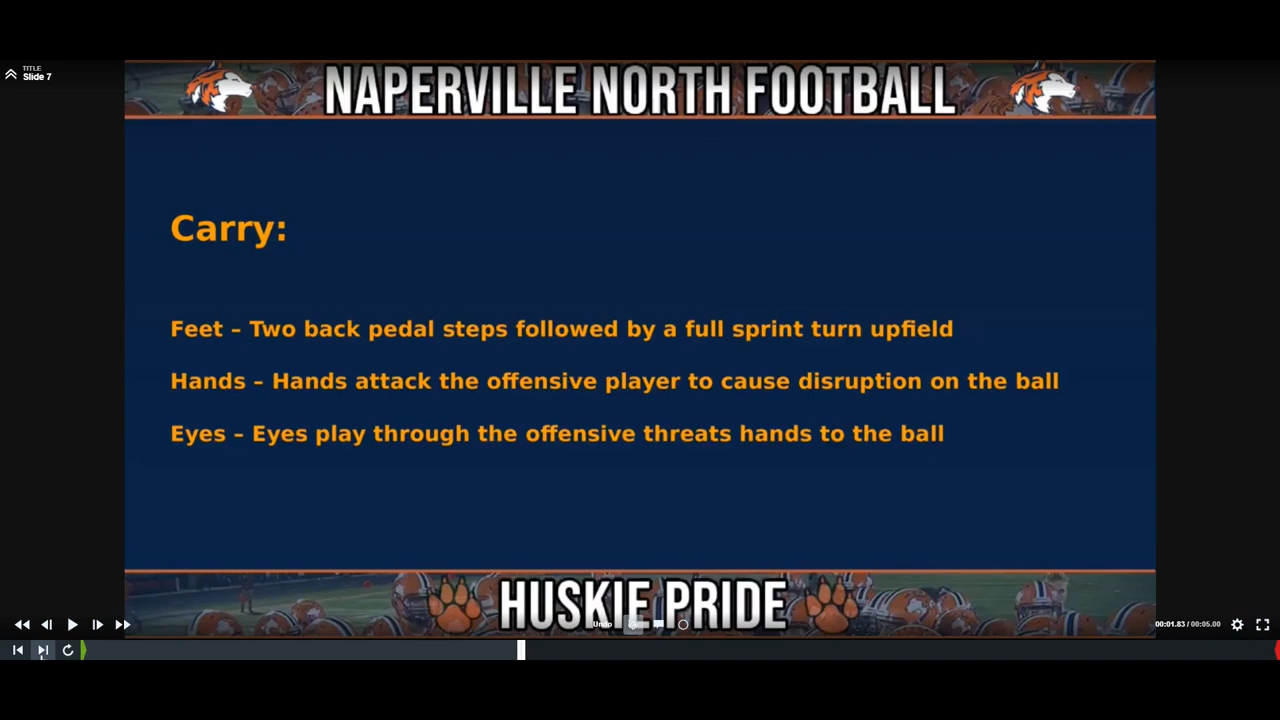 TITLE
Slide 7
NAPERVILLE NORTH FOOTBALL
Carry:
Feet – Two back pedal steps followed by a full sprint turn upfield
Hands – Hands attack the offensive player to cause disruption on the ball
Eyes – Eyes play through the offensive threats hands to the ball
HUSKIE PRIDE
Undo
00:01.83 / 00:05.00